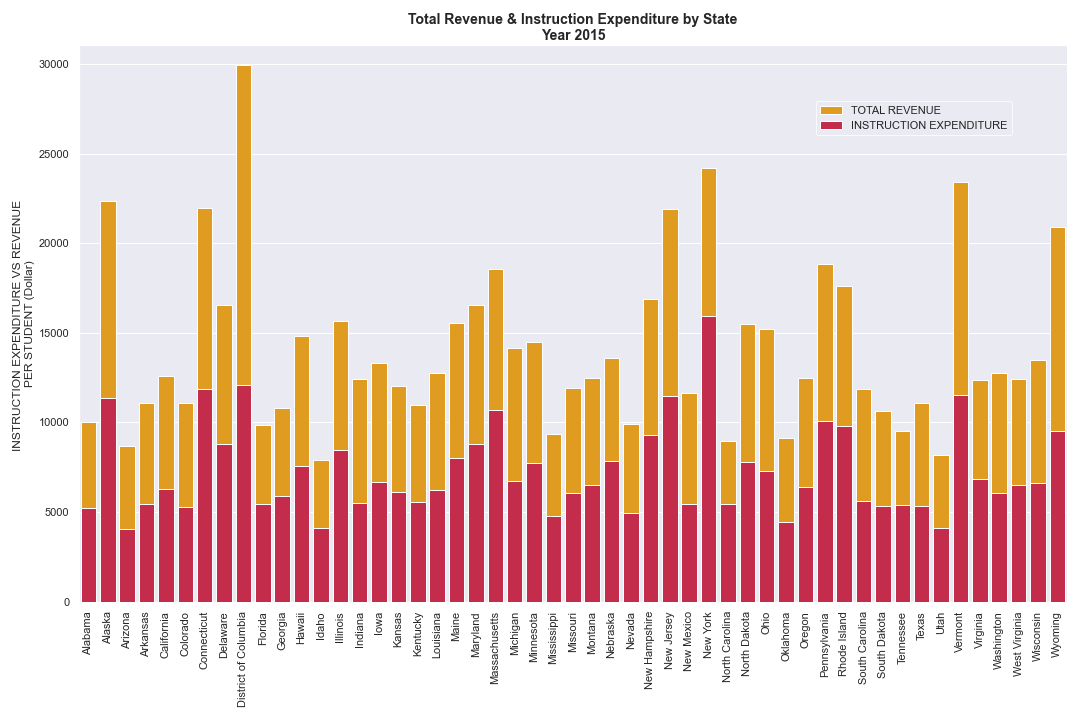 Total Revenue & Instruction Expenditure by State
Year 2015
TOTAL REVENUE
INSTRUCTION EXPENDITURE
INSTRUCTION EXPENDITURE VS REVENUE
PER STUDENT (Dollar)
30000
25000
20000
15000
10000
5000
0
Alabama
Alaska
Arizona
Arkansas
California
Colorado
Connecticut
Delaware
District of Columbia
Florida
Georgia
Hawaii
Idaho
Illinois
Indiana
Iowa
Kansas
Kentucky
Louisiana
Maine
Maryland
Massachusetts
Michigan
Minnesota
Mississippi
Missouri
Montana
Nebraska
Nevada
New Hampshire
New Jersey
New Mexico
New York
North Carolina
North Dakota
Ohio
Oklahoma
Oregon
Pennsylvania
Rhode Island
South Carolina
South Dakota
Tennessee
Texas
Utah
Vermont
Virginia
Washington
West Virginia
Wisconsin
Wyoming